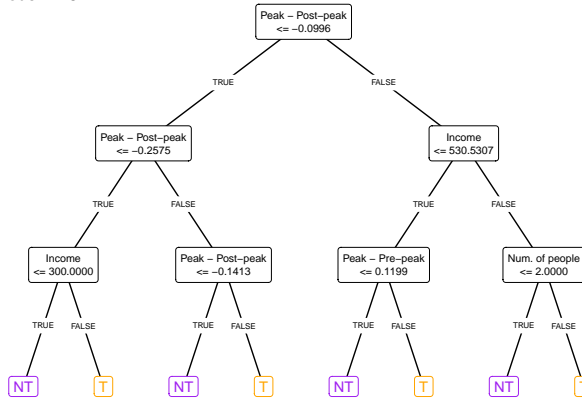 Peak − Post−peak
<= −0.0996
TRUE
FALSE
Peak − Post−peak
<= −0.2575
Income
<= 530.5307
TRUE
FALSE
TRUE
FALSE
Income
<= 300.0000
Peak − Post−peak
<= −0.1413
Peak − Pre−peak
<= 0.1199
Num. of people
<= 2.0000
TRUE
FALSE
TRUE
FALSE
TRUE
FALSE
TRUE
FALSE
NT
T
NT
T
NT
T
NT